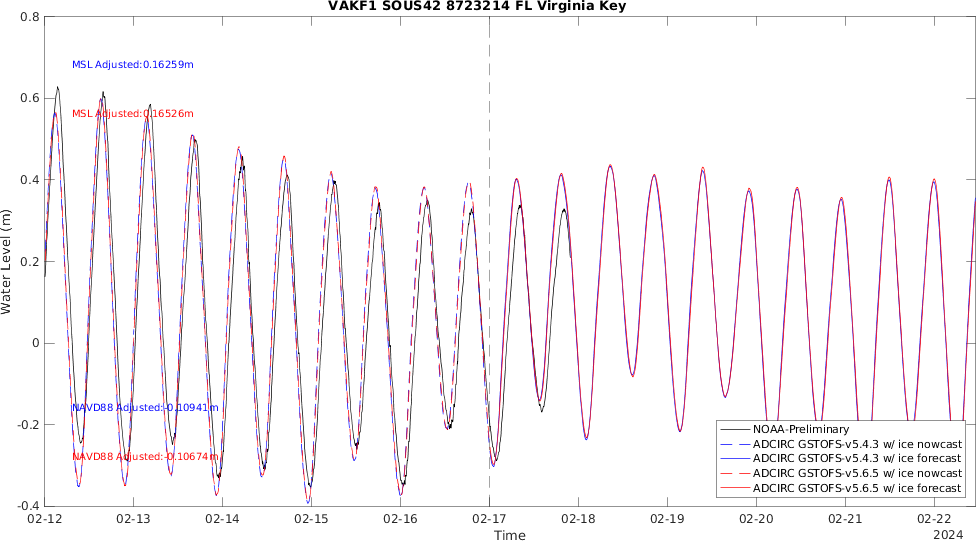 VAKF1 SOUS42 8723214 FL Virginia Key
0.8
MSL Adjusted:0.16259m
0.6
MSL Adjusted:0.16526m
0.4
0.2
Water Level (m)
0
NAVD88 Adjusted:-0.10941m
-0.2
NOAA-Preliminary
ADCIRC GSTOFS-v5.4.3 w/ ice nowcast
NAVD88 Adjusted:-0.10674m
ADCIRC GSTOFS-v5.4.3 w/ ice forecast
ADCIRC GSTOFS-v5.6.5 w/ ice nowcast
ADCIRC GSTOFS-v5.6.5 w/ ice forecast
-0.4
02-12 02-13 02-14 02-15 02-16 02-17 02-18 02-19 02-20 02-21 02-22
Time
2024